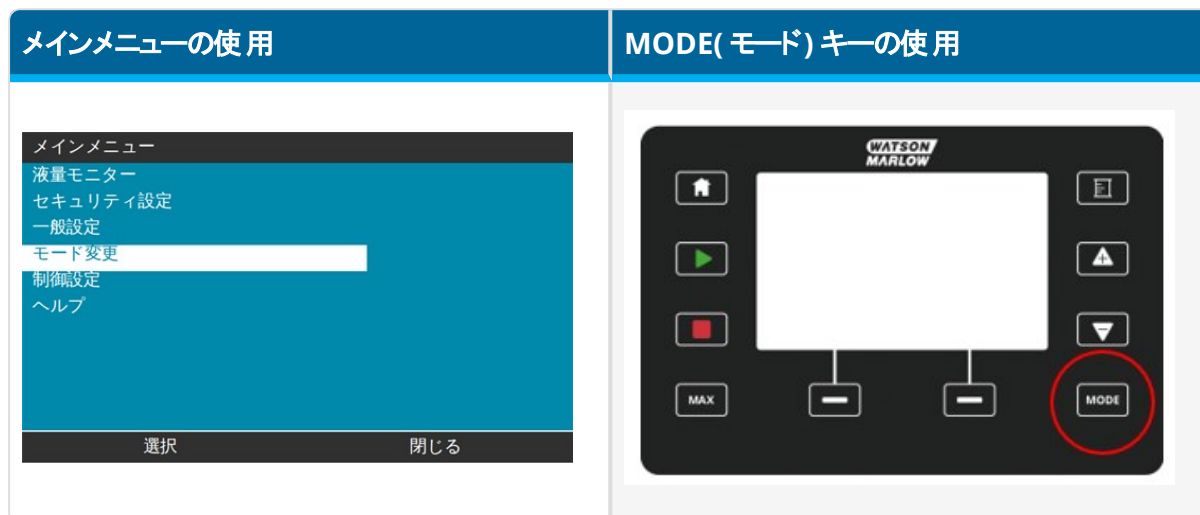 メインメニューの使用
MODE(モード)キーの使用
メインメニュー
液量モニター
セキュリティ設定
一般設定
モード変更
制御設定
ヘルプ
選択
閉じる
WATSON
MARLOW
MAX
MODE